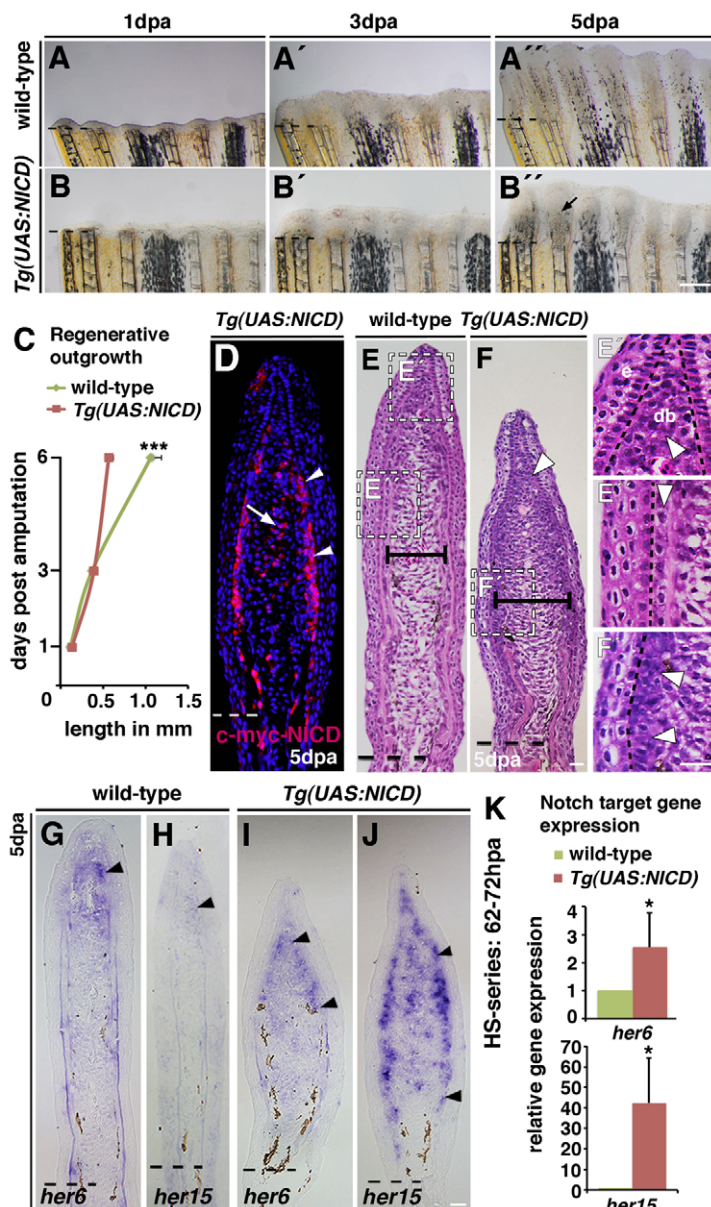 1dpa 3dpa 5dpa
wild-type
A A´ A´´
Tg(UAS:NICD)
B B´ B´´
C Regenerative
outgrowth
wild-type
Tg(UAS:NICD)
***
days post amputation
6
3
1
0 0.5 1.0 1.5
length in mm
Tg(UAS:NICD) wild-type Tg(UAS:NICD)
D
c-myc-NICD
5dpa
E
E´
E´´
F
F´
5dpa
E´
e
db
E´´
F´
5dpa
wild-type Tg(UAS:NICD)
G H I J
her6 her15 her6 her15
K Notch target gene
expression
wild-type
Tg(UAS:NICD)
HS-series: 62-72hpa
relative gene expression
4
3
2
1
0
*
her6
70
60
50
40
30
20
10
0
*
her15